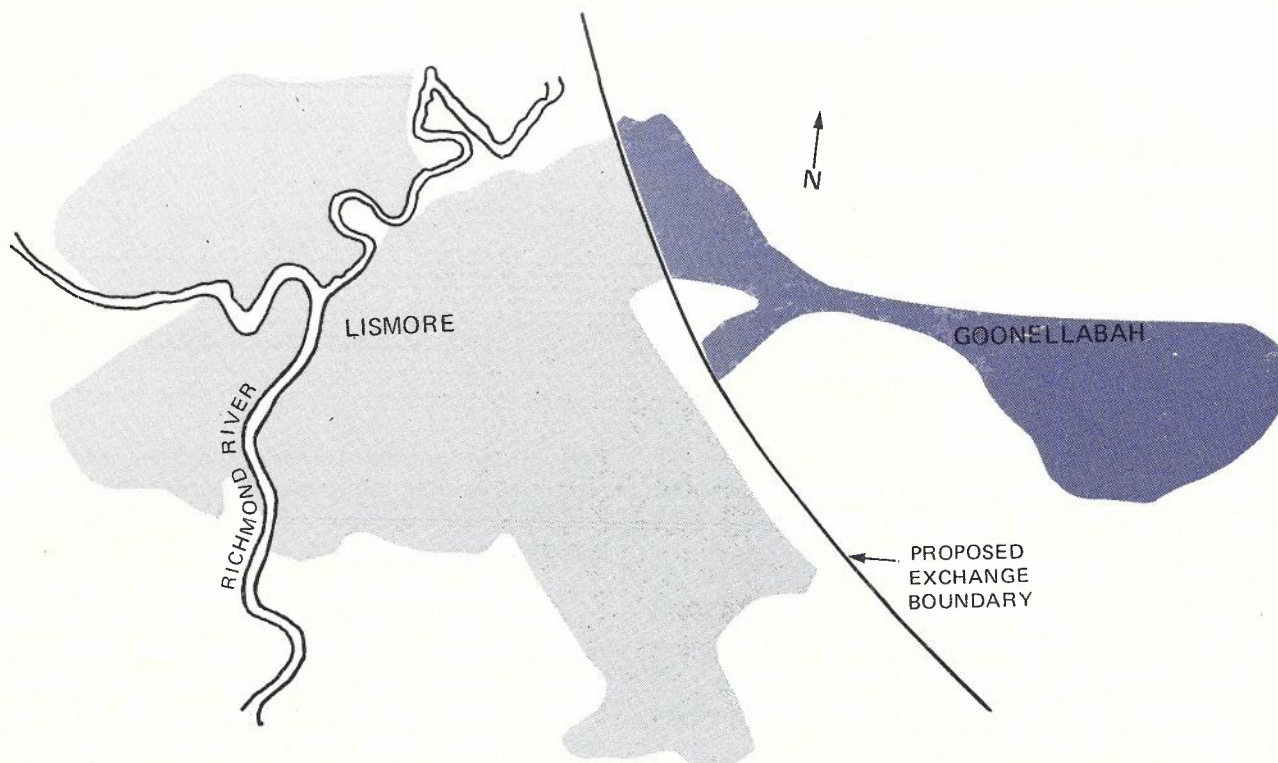 N
LISMORE
GOONELLABAH
RICHMOND RIVER
PROPOSED
EXCHANGE
BOUNDARY